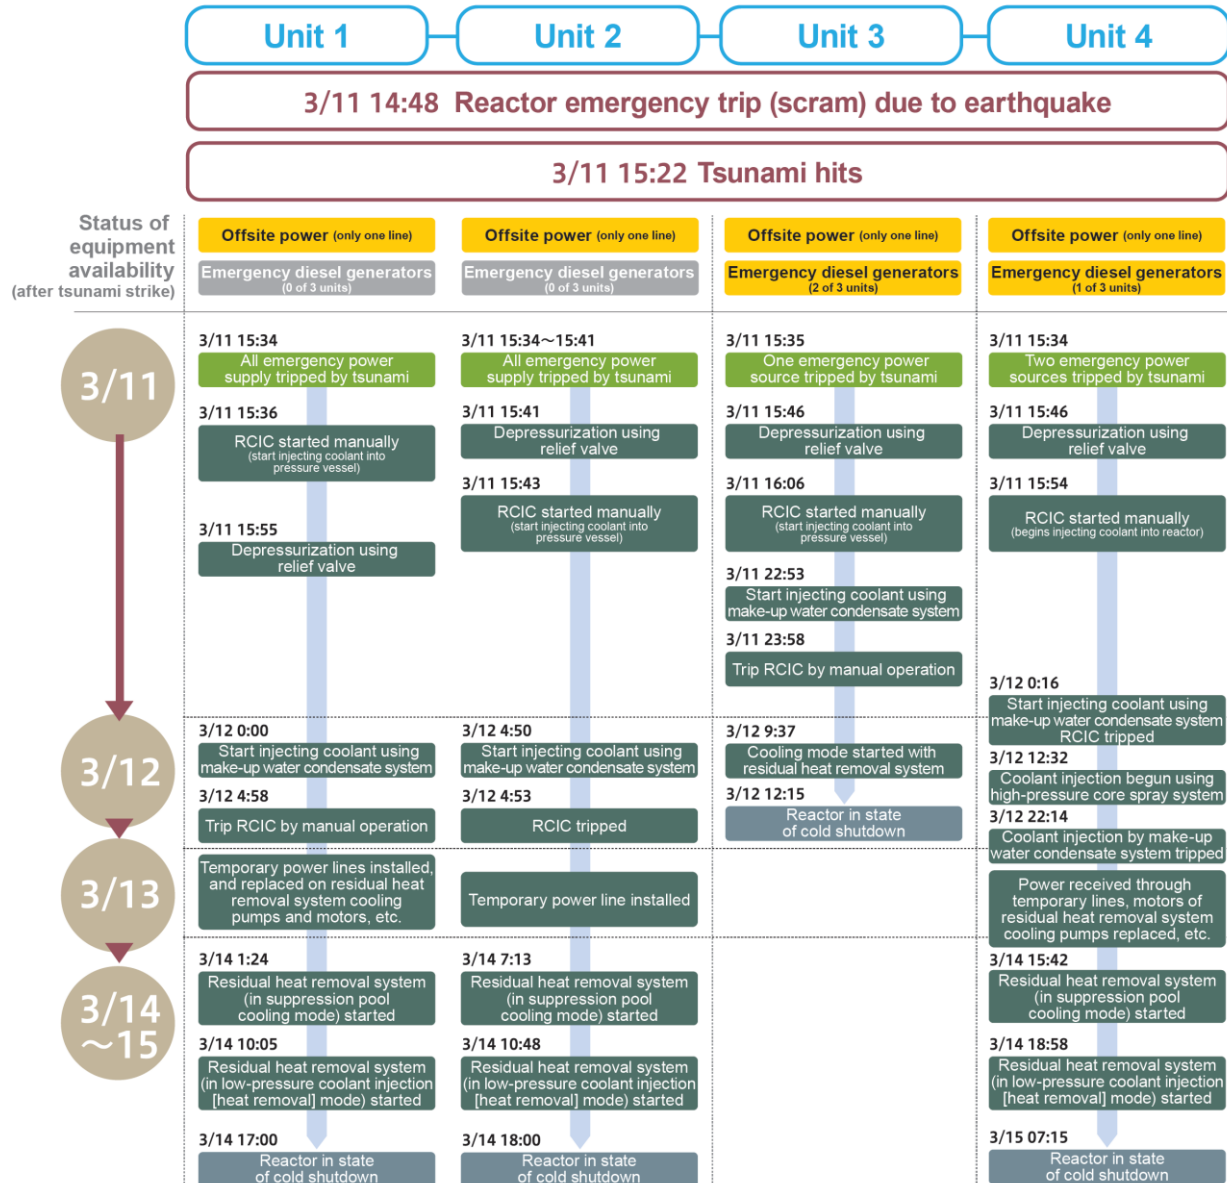 Unit 1
Unit 2
Unit 3
Unit 4
3/11 14:48 Reactor emergency trip (scram) due to earthquake
3/11 15:22 Tsunami hits
Status of
equipment
availability
(after tsunami strike)
Offsite power (only one line)
Emergency diesel generators
(0 of 3 units)
Offsite power (only one line)
Emergency diesel generators
(0 of 3 units)
Offsite power (only one line)
Emergency diesel generators
(2 of 3 units)
Offsite power (only one line)
Emergency diesel generators
(1 of 3 units)
3/11
3/12
3/13
3/14
～15
3/11 15:34
All emergency power
supply tripped by tsunami
3/11 15:36
RCIC started manually
(start injecting coolant into
pressure vessel)
3/11 15:55
Depressurization using
relief valve
3/12 0:00
Start injecting coolant using
make-up water condensate system
3/12 4:58
Trip RCIC by manual operation
Temporary power lines installed,
and replaced on residual heat
removal system cooling
pumps and motors, etc.
3/14 1:24
Residual heat removal system
(in suppression pool
cooling mode) started
3/14 10:05
Residual heat removal system
(in low-pressure coolant injection
[heat removal] mode) started
3/14 17:00
Reactor in state
of cold shutdown
3/11 15:34～15:41
All emergency power
supply tripped by tsunami
3/11 15:41
Depressurization using
relief valve
3/11 15:43
RCIC started manually
(start injecting coolant into
pressure vessel)
3/12 4:50
Start injecting coolant using
make-up water condensate system
3/12 4:53
RCIC tripped
Temporary power line installed
3/14 7:13
Residual heat removal system
(in suppression pool
cooling mode) started
3/14 10:48
Residual heat removal system
(in low-pressure coolant injection
[heat removal] mode) started
3/14 18:00
Reactor in state
of cold shutdown
3/11 15:35
One emergency power
source tripped by tsunami
3/11 15:46
Depressurization using
relief valve
3/11 16:06
RCIC started manually
(start injecting coolant into
pressure vessel)
3/11 22:53
Start injecting coolant using
make-up water condensate system
3/11 23:58
Trip RCIC by manual operation
3/12 9:37
Cooling mode started with
residual heat removal system
3/12 12:15
Reactor in state
of cold shutdown
3/11 15:34
Two emergency power
sources tripped by tsunami
3/11 15:46
Depressurization using
relief valve
3/11 15:54
RCIC started manually
(begins injecting coolant into reactor)
3/12 0:16
Start injecting coolant using
make-up water condensate system
RCIC tripped
3/12 12:32
Coolant injection begun using
high-pressure core spray system
3/12 22:14
Coolant injection by make-up
water condensate system tripped
Power received through
temporary lines, motors of
residual heat removal system
cooling pumps replaced, etc.
3/14 15:42
Residual heat removal system
(in suppression pool
cooling mode) started
3/14 18:58
Residual heat removal system
(in low-pressure coolant injection
[heat removal] mode) started
3/15 07:15
Reactor in state
of cold shutdown